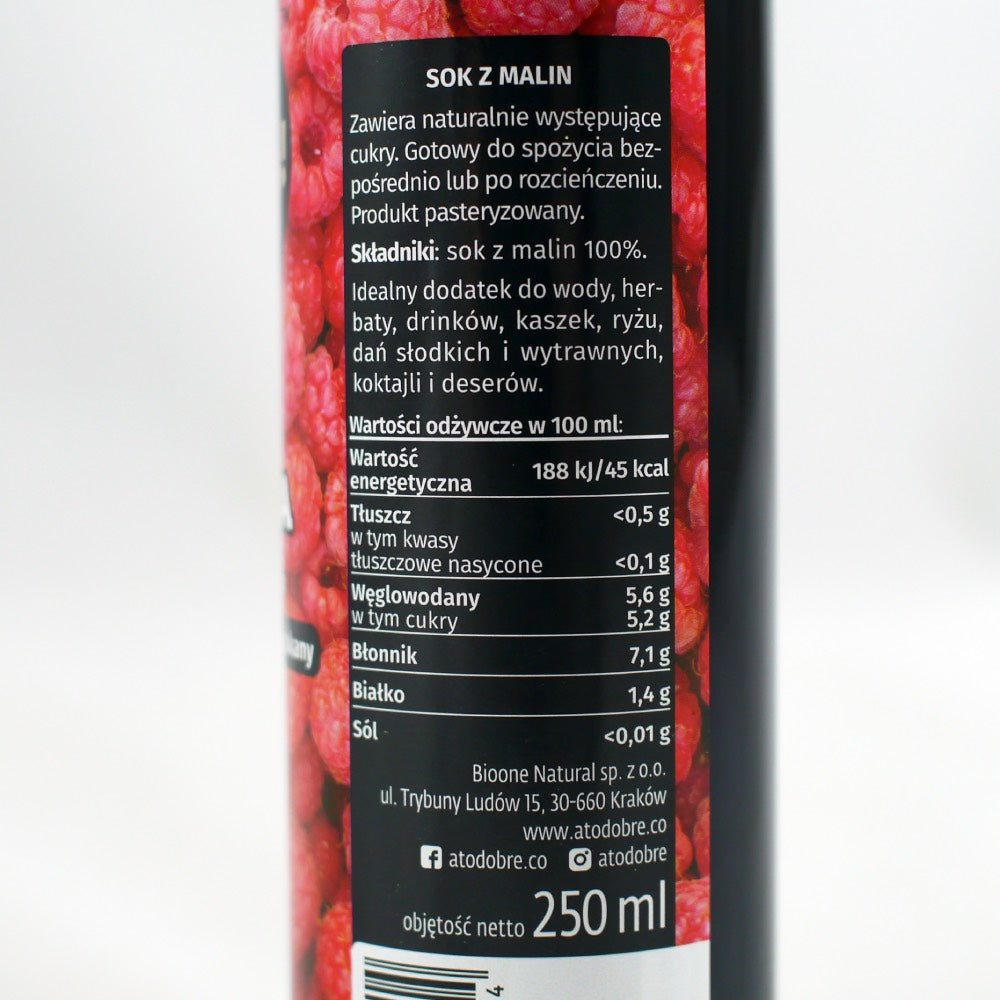 SOK Z MALIN
Zawiera naturalnie występujące
cukry. Gotowy do spożycia bez-
pośrednio lub po rozcieńczeniu.
Produkt pasteryzowany.
Składniki: sok z malin 100%.
Idealny dodatek do wody, her-
baty, drinków, kaszek, ryżu,
dań słodkich i wytrawnych,
koktajli i deserów.
Wartości odżywcze w 100 ml:
Wartość
energetyczna 188 kJ/45 kcal
Tłuszcz <0,5 g
w tym kwasy
tłuszczowe nasycone <0,1 g
Węglowodany 5,6 g
w tym cukry 5,2 g
Błonnik 7,1 g
Białko 1,4 g
Sól <0,01 g
Bioone Natural sp. z o.o.
ul. Trybuny Ludów 15, 30-660 Kraków
www.atodobre.co
atodobre.co atodobre
objętość netto 250 ml
4